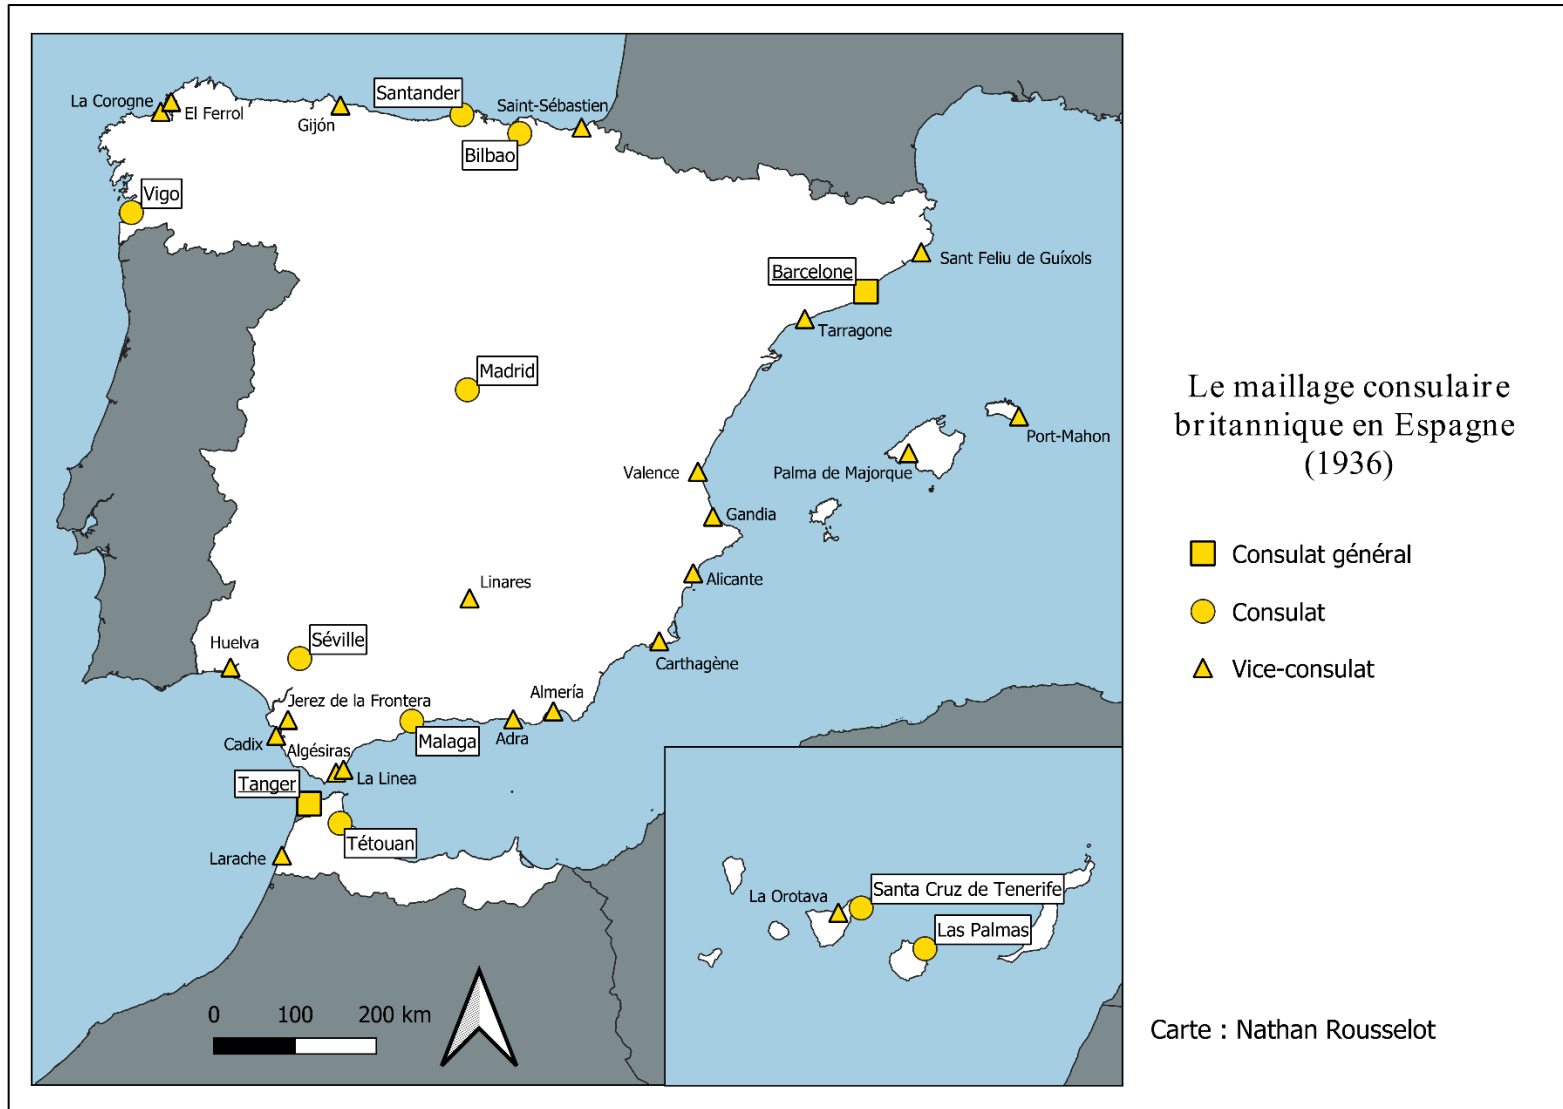 La Corogne
El Ferrol
Gijón
Santander
Bilbao
Saint-Sébastien
Vigo
Sant Feliu de Guíxols
Barcelone
Tarragone
Madrid
Port-Mahon
Palma de Majorque
Valence
Gandia
Alicante
Linares
Carthagène
Séville
Huelva
Jerez de la Frontera
Almería
Cadix
Algésiras
Malaga
Adra
La Linea
Tanger
Tétouan
Larache
La Orotava
Santa Cruz de Tenerife
Las Palmas
0 100 200 km
Le maillage consulaire
britannique en Espagne
(1936)
Consulat général
Consulat
Vice-consulat
Carte : Nathan Rousselot